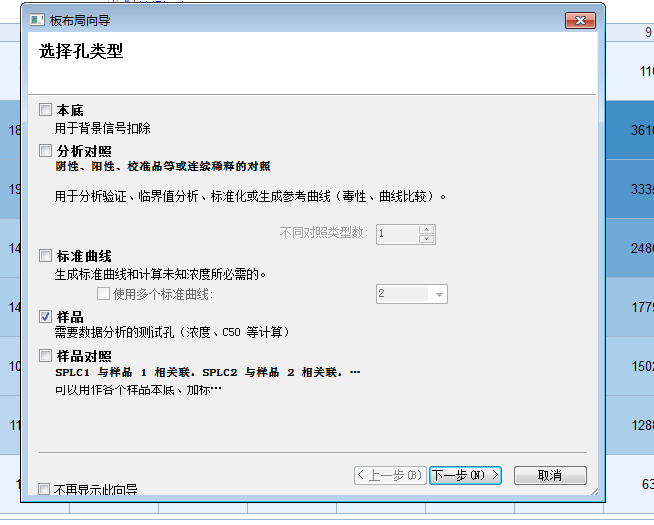 板布局向导
选择孔类型
9
本底
用于背景信号扣除
分析对照
阴性、阳性、校准品等或连续稀释的对照
用于分析验证、临界值分析、标准化或生成参考曲线（毒性、曲线比较）。
不同对照类型数: 1
标准曲线
生成标准曲线和计算未知浓度所必需的。
使用多个标准曲线: 2
样品
需要数据分析的测试孔（浓度、C50 等计算）
样品对照
SPLC1 与样品 1 相关联，SPLC2 与样品 2 相关联，…
可以用作各个样品本底、加标…
< 上一步(B) 下一步(N) > 取消
不再显示此向导